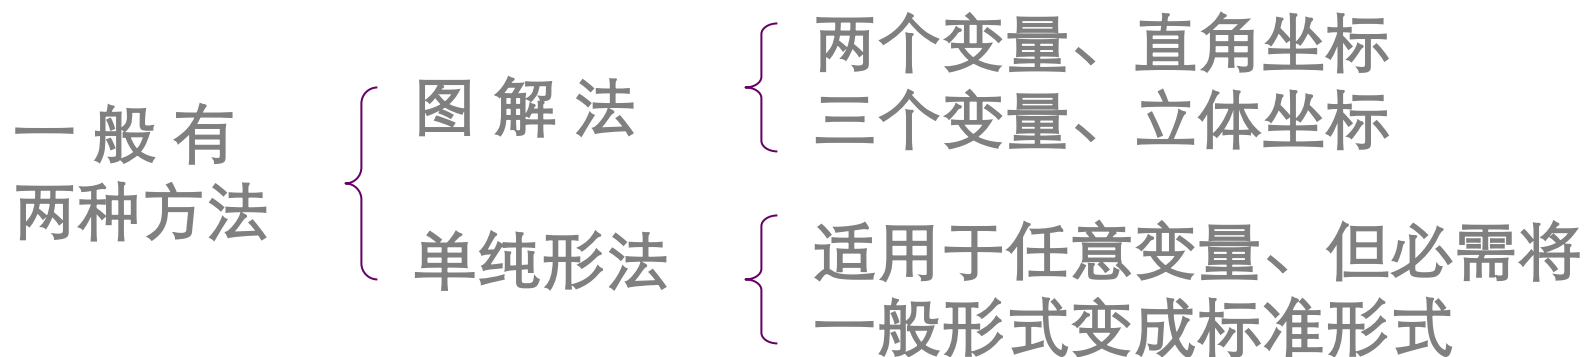 一 般 有
两种方法
图 解 法
两个变量、直角坐标
三个变量、立体坐标
单纯形法
适用于任意变量、但必需将
一般形式变成标准形式